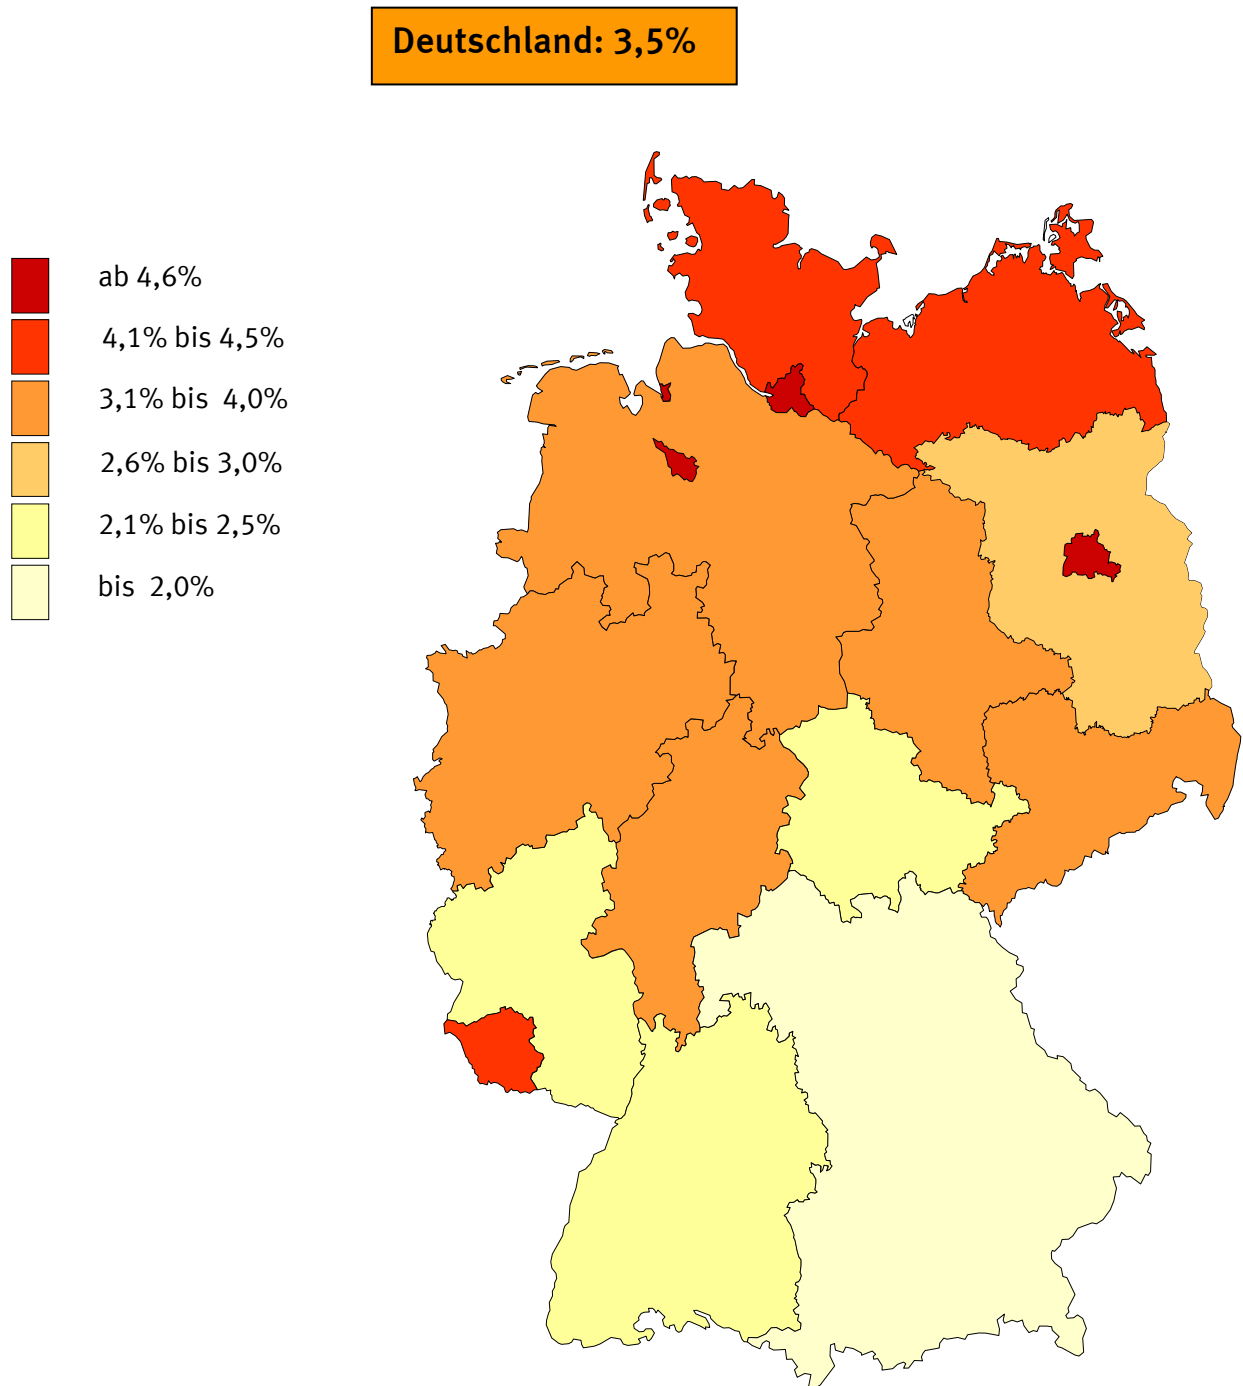 Deutschland: 3,5%
ab 4,6%
4,1% bis 4,5%
3,1% bis 4,0%
2,6% bis 3,0%
2,1% bis 2,5%
bis 2,0%